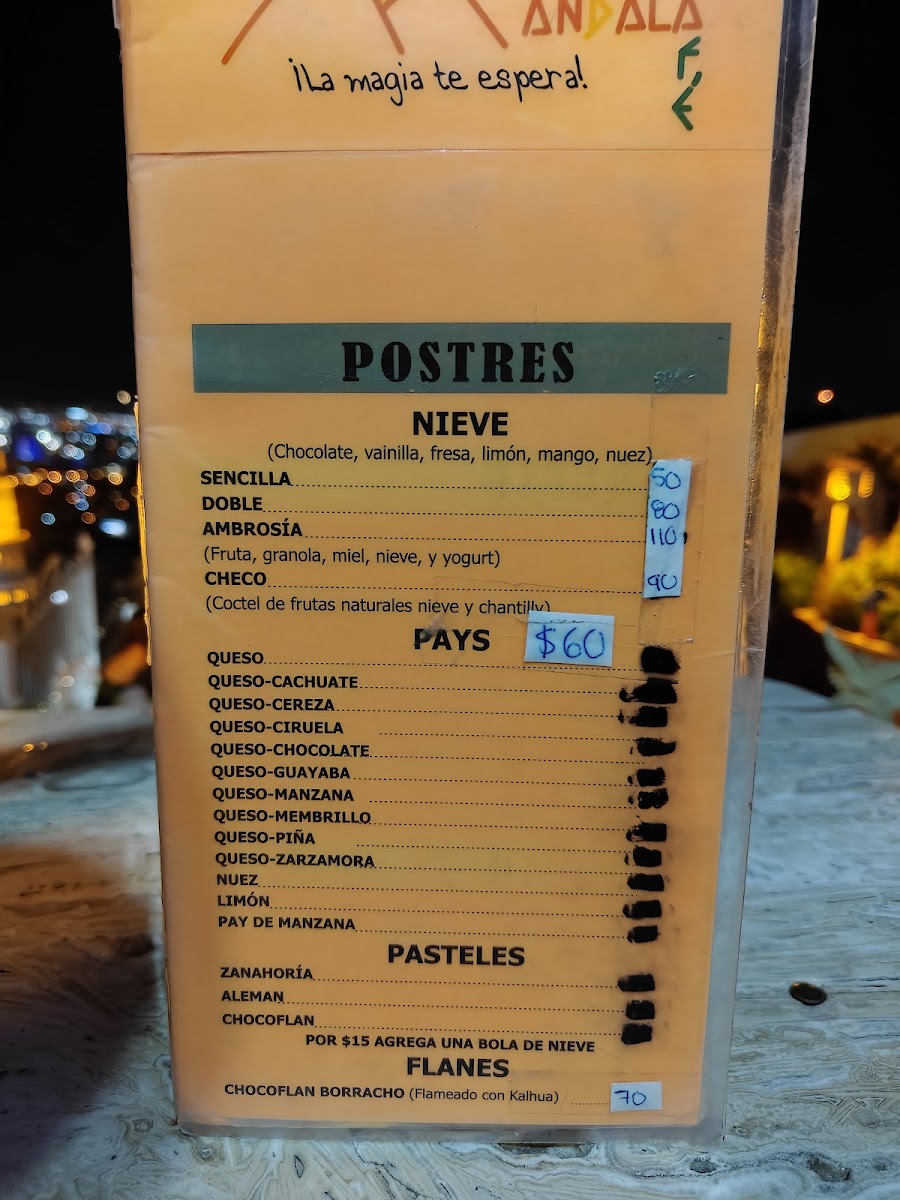 ANDALA
¡La magia te espera!
POSTRES
NIEVE
(Chocolate, vainilla, fresa, limón, mango, nuez)
SENCILLA 50
DOBLE 80
AMBROSÍA 110
(Fruta, granola, miel, nieve, y yogurt)
CHECO 90
(Coctel de frutas naturales nieve y chantilly)
PAYS $60
QUESO
QUESO-CACHUATE
QUESO-CEREZA
QUESO-CIRUELA
QUESO-CHOCOLATE
QUESO-GUAYABA
QUESO-MANZANA
QUESO-MEMBRILLO
QUESO-PIÑA
QUESO-ZARZAMORA
NUEZ
LIMÓN
PAY DE MANZANA
PASTELES
ZANAHORÍA
ALEMAN
CHOCOFLAN
POR $15 AGREGA UNA BOLA DE NIEVE
FLANES
CHOCOFLAN BORRACHO (Flameado con Kalhua) 70